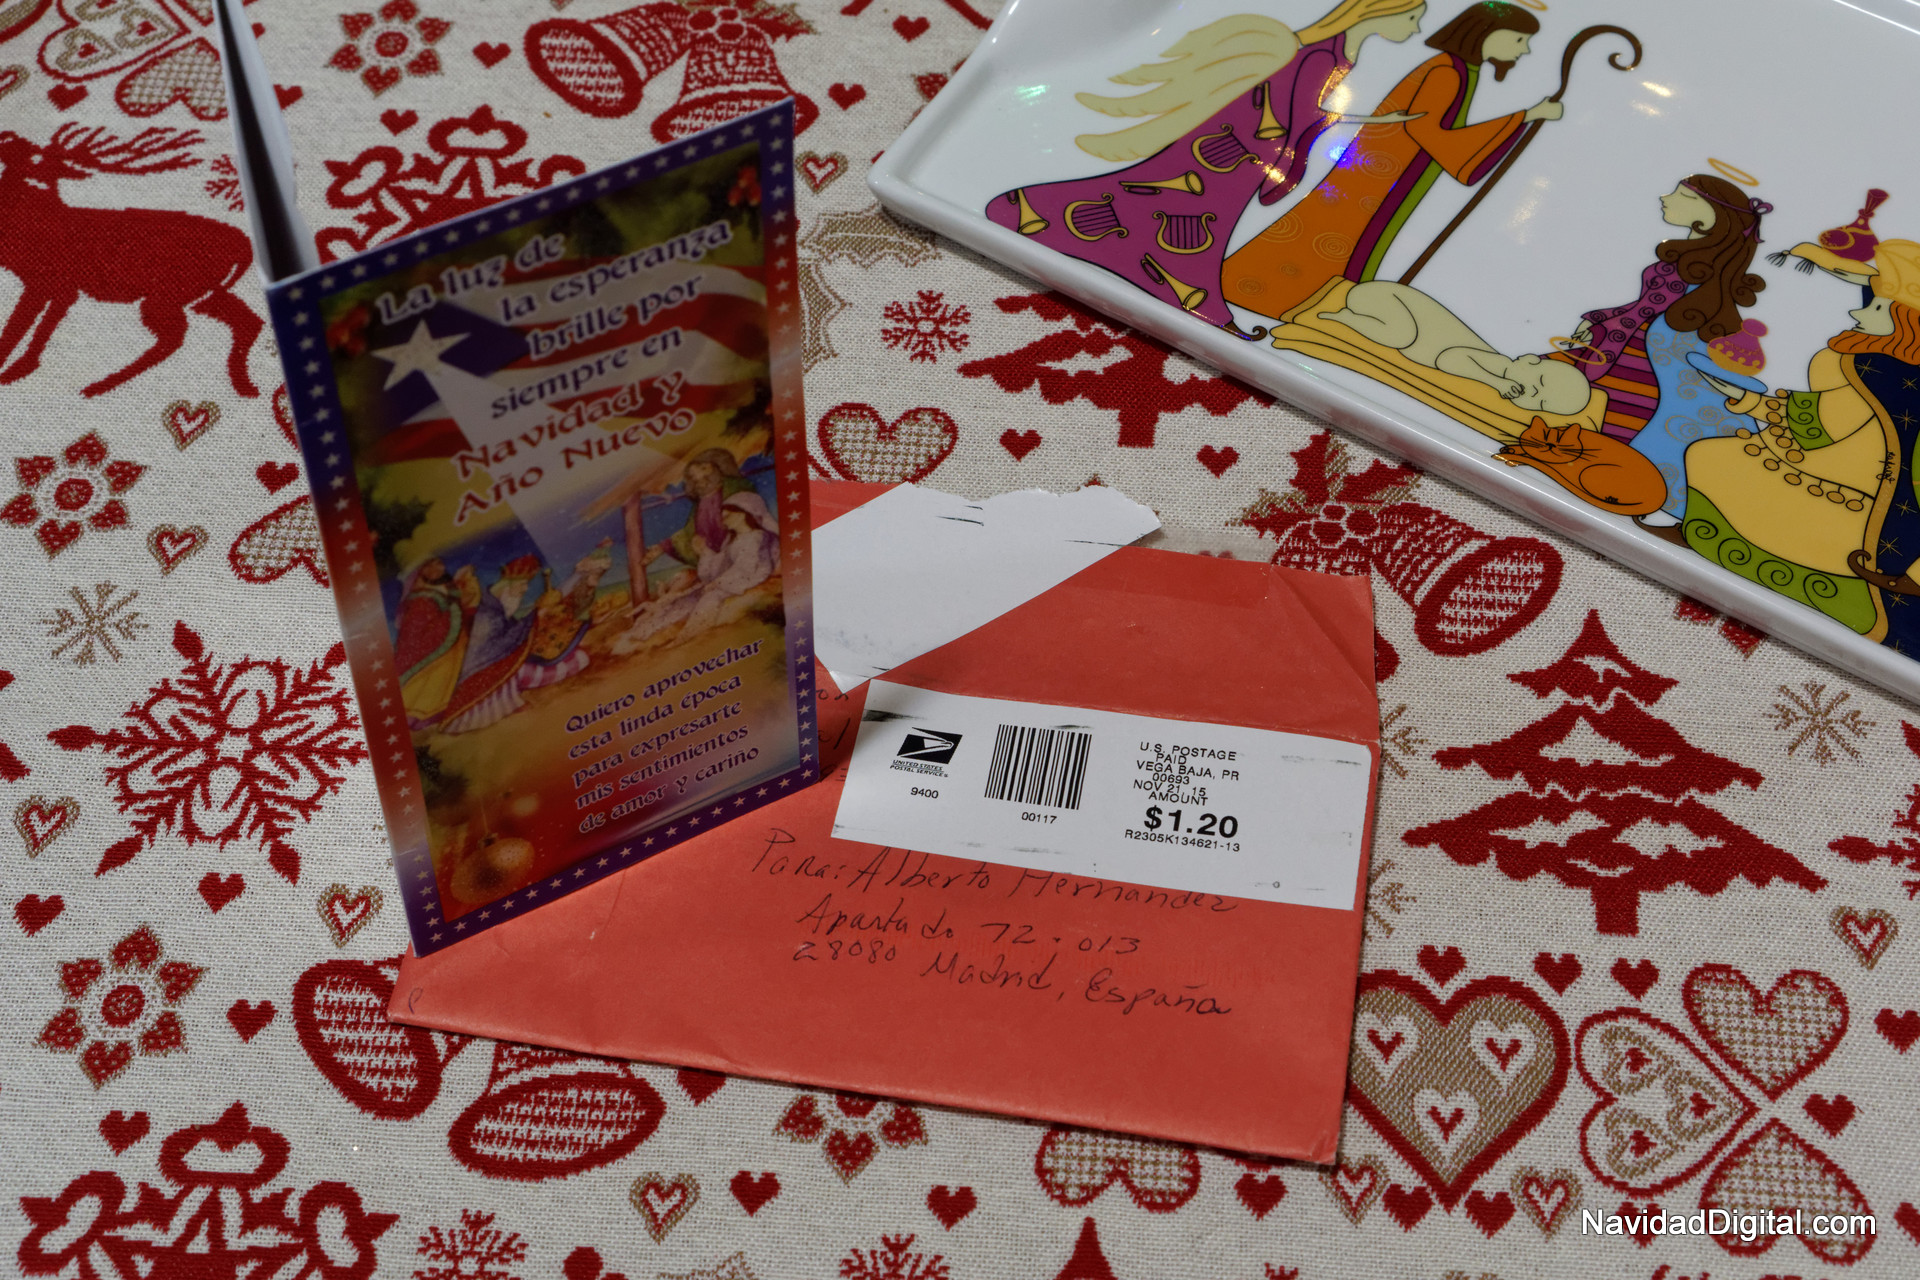 La luz de
la esperanza
brille por
siempre en
Navidad y
Año Nuevo
Quiero aprovechar
esta linda época
para expresarte
mis sentimientos
de amor y cariño
UNITED STATES
POSTAL SERVICE
9400
00117
U.S. POSTAGE
PAID
VEGA BAJA, PR
00693
NOV 21, 15
AMOUNT
$1.20
R2305K134621-13
Para: Alberto Hernandez
Apartado 72.013
28080 Madrid, España
NavidadDigital.com